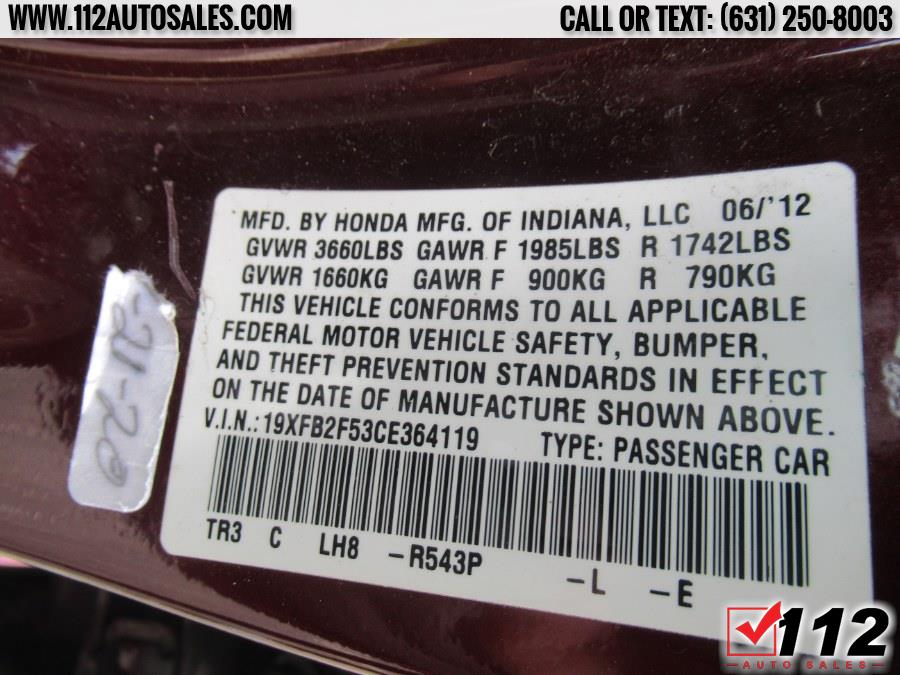 WWW.112AUTOSALES.COM
CALL OR TEXT: (631) 250-8003
MFD. BY HONDA MFG. OF INDIANA, LLC 06/'12
GVWR 3660LBS GAWR F 1985LBS R 1742LBS
GVWR 1660KG GAWR F 900KG R 790KG
THIS VEHICLE CONFORMS TO ALL APPLICABLE
FEDERAL MOTOR VEHICLE SAFETY, BUMPER,
AND THEFT PREVENTION STANDARDS IN EFFECT
ON THE DATE OF MANUFACTURE SHOWN ABOVE.
V.I.N.:19XFB2F53CE364119 TYPE: PASSENGER CAR
TR3 C LH8 -R543P -L -E
-21-20
112
AUTO SALES